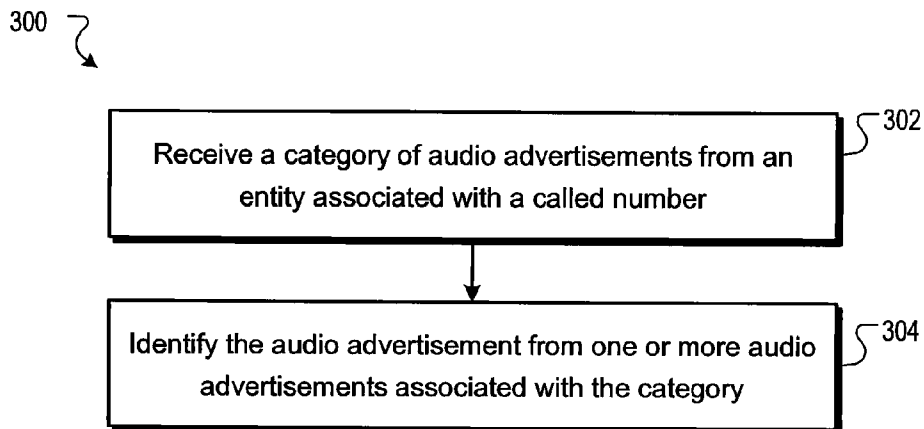 300
302
Receive a category of audio advertisements from an
entity associated with a called number
304
Identify the audio advertisement from one or more audio
advertisements associated with the category